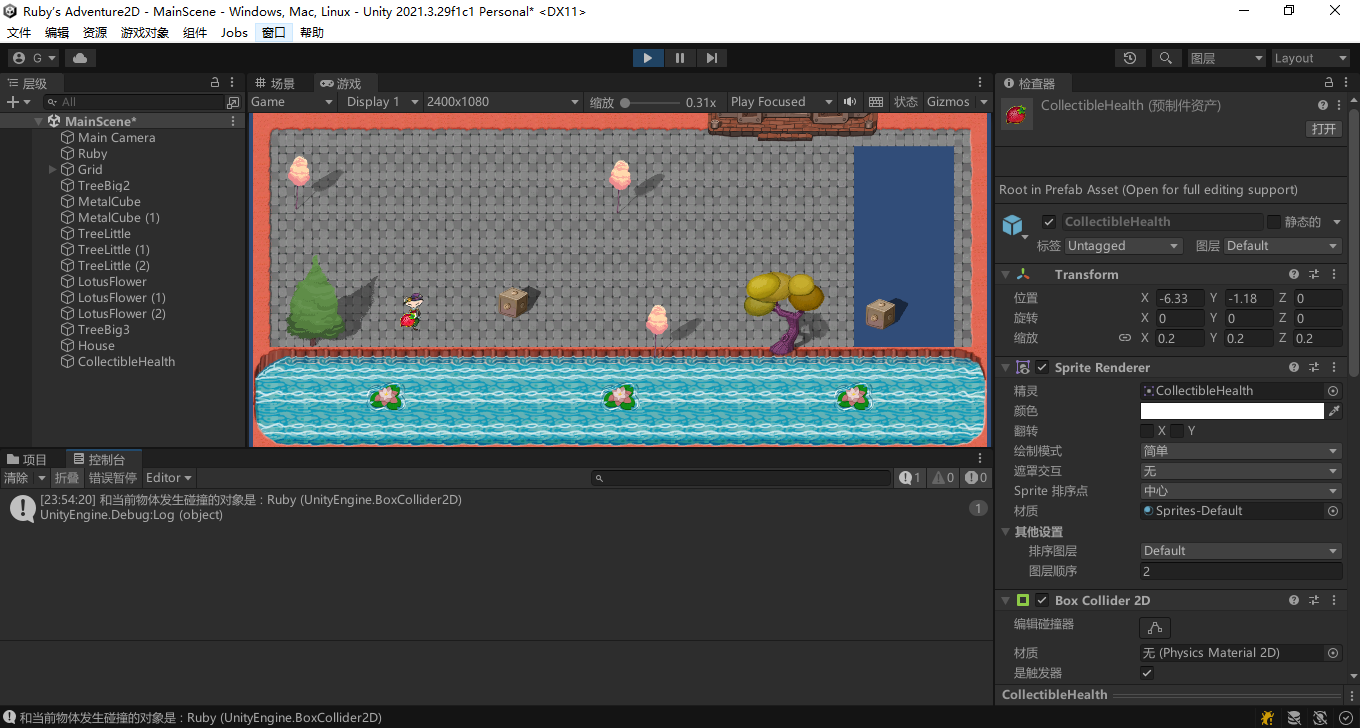 Ruby's Adventure2D - MainScene - Windows, Mac, Linux - Unity 2021.3.29f1c1 Personal* <DX11>
文件 编辑 资源 游戏对象 组件 Jobs 窗口 帮助
G 图层 Layout
层级 场景 游戏 检查器
All Game Display 1 2400x1080 缩放 0.31x Play Focused 状态 Gizmos
CollectibleHealth (预制件资产)
打开
MainScene*
Main Camera
Ruby
Grid
TreeBig2
MetalCube
MetalCube (1)
TreeLittle
TreeLittle (1)
TreeLittle (2)
LotusFlower
LotusFlower (1)
LotusFlower (2)
TreeBig3
House
CollectibleHealth
Root in Prefab Asset (Open for full editing support)
CollectibleHealth 静态的
标签 Untagged 图层 Default
Transform
位置 X -6.33 Y -1.18 Z 0
旋转 X 0 Y 0 Z 0
缩放 X 0.2 Y 0.2 Z 0.2
Sprite Renderer
精灵 CollectibleHealth
颜色
翻转 X Y
绘制模式 简单
遮罩交互 无
Sprite 排序点 中心
材质 Sprites-Default
其他设置
排序图层 Default
图层顺序 2
Box Collider 2D
编辑碰撞器
材质 无 (Physics Material 2D)
是触发器
CollectibleHealth
项目 控制台
清除 折叠 错误暂停 Editor 1 0 0
[23:54:20] 和当前物体发生碰撞的对象是 : Ruby (UnityEngine.BoxCollider2D)
UnityEngine.Debug:Log (object)
1
和当前物体发生碰撞的对象是 : Ruby (UnityEngine.BoxCollider2D)